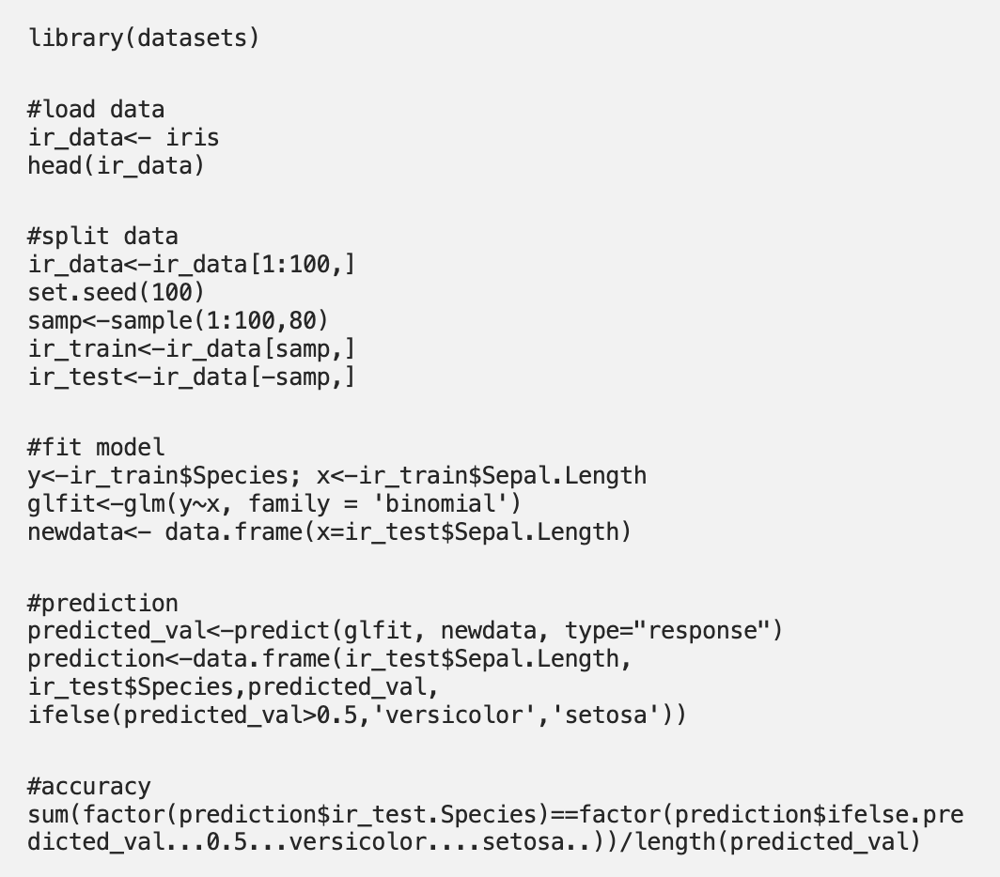 library(datasets)
#load data
ir_data<- iris
head(ir_data)
#split data
ir_data<-ir_data[1:100,]
set.seed(100)
samp<-sample(1:100,80)
ir_train<-ir_data[samp,]
ir_test<-ir_data[-samp,]
#fit model
y<-ir_train$Species; x<-ir_train$Sepal.Length
glfit<-glm(y~x, family = 'binomial')
newdata<- data.frame(x=ir_test$Sepal.Length)
#prediction
predicted_val<-predict(glfit, newdata, type="response")
prediction<-data.frame(ir_test$Sepal.Length,
ir_test$Species,predicted_val,
ifelse(predicted_val>0.5,'versicolor','setosa'))
#accuracy
sum(factor(prediction$ir_test.Species)==factor(prediction$ifelse.pre
dicted_val...0.5...versicolor....setosa..))/length(predicted_val)